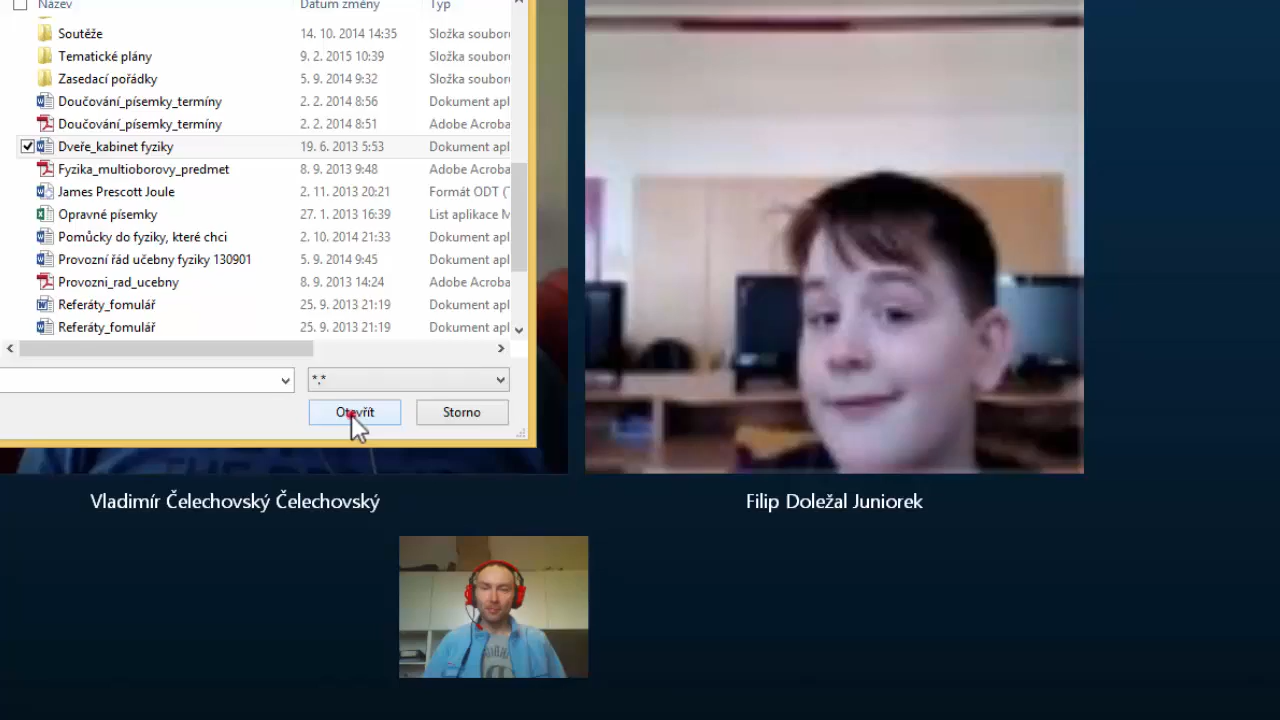 Název Datum změny Typ
Soutěže 14. 10. 2014 14:35 Složka soubor
Tematické plány 9. 2. 2015 10:39 Složka soubor
Zasedací pořádky 5. 9. 2014 9:32 Složka soubor
Doučování_písemky_termíny 2. 2. 2014 8:56 Dokument apl
Doučování_písemky_termíny 2. 2. 2014 8:51 Adobe Acroba
Dveře_kabinet fyziky 19. 6. 2013 5:53 Dokument apl
Fyzika_multioborovy_predmet 8. 9. 2013 9:48 Adobe Acroba
James Prescott Joule 2. 11. 2013 20:21 Formát ODT (
Opravné písemky 27. 1. 2013 16:39 List aplikace M
Pomůcky do fyziky, které chci 2. 10. 2014 21:33 Dokument apl
Provozní řád učebny fyziky 130901 5. 9. 2014 9:45 Dokument apl
Provozni_rad_ucebny 8. 9. 2013 14:24 Adobe Acroba
Referáty_fomulář 25. 9. 2013 21:19 Dokument apl
Referáty_fomulář 25. 9. 2013 21:19 Dokument apl
*.*
Otevřít Storno
Vladimír Čelechovský Čelechovský
Filip Doležal Juniorek